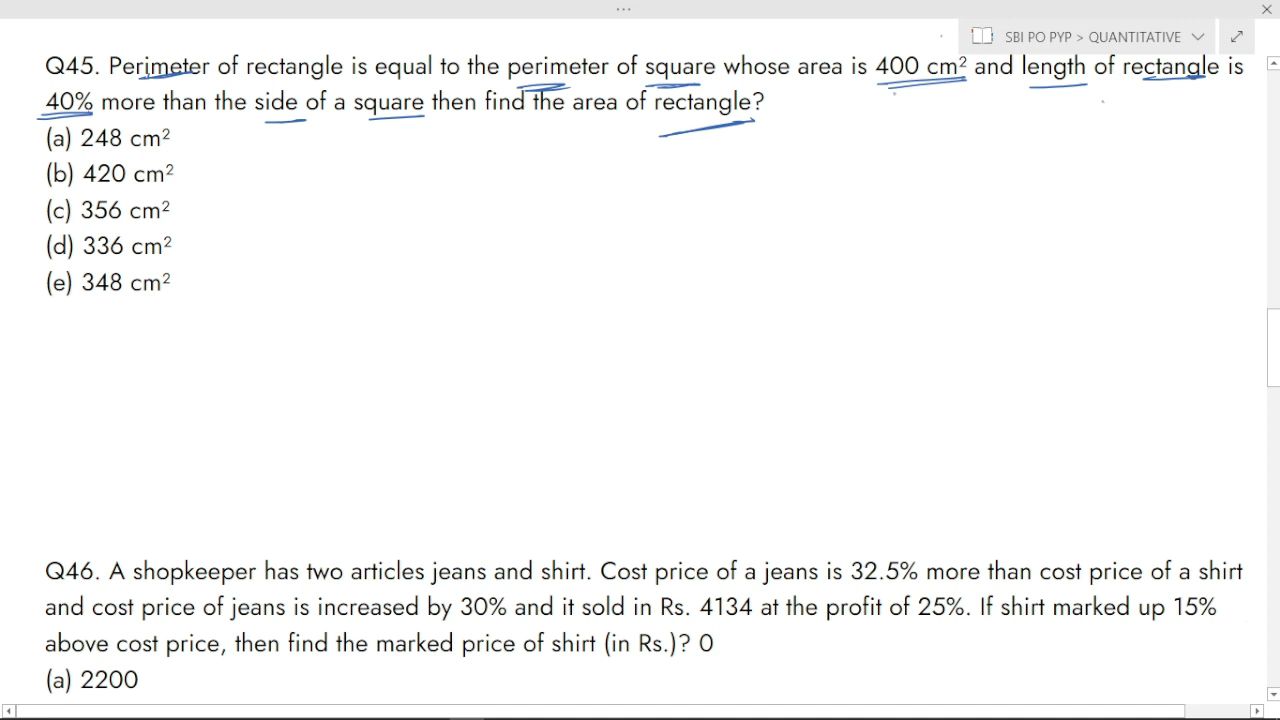 SBI PO PYP > QUANTITATIVE
Q45. Perimeter of rectangle is equal to the perimeter of square whose area is 400 cm² and length of rectangle is
40% more than the side of a square then find the area of rectangle?
(a) 248 cm²
(b) 420 cm²
(c) 356 cm²
(d) 336 cm²
(e) 348 cm²
Q46. A shopkeeper has two articles jeans and shirt. Cost price of a jeans is 32.5% more than cost price of a shirt
and cost price of jeans is increased by 30% and it sold in Rs. 4134 at the profit of 25%. If shirt marked up 15%
above cost price, then find the marked price of shirt (in Rs.)? 0
(a) 2200